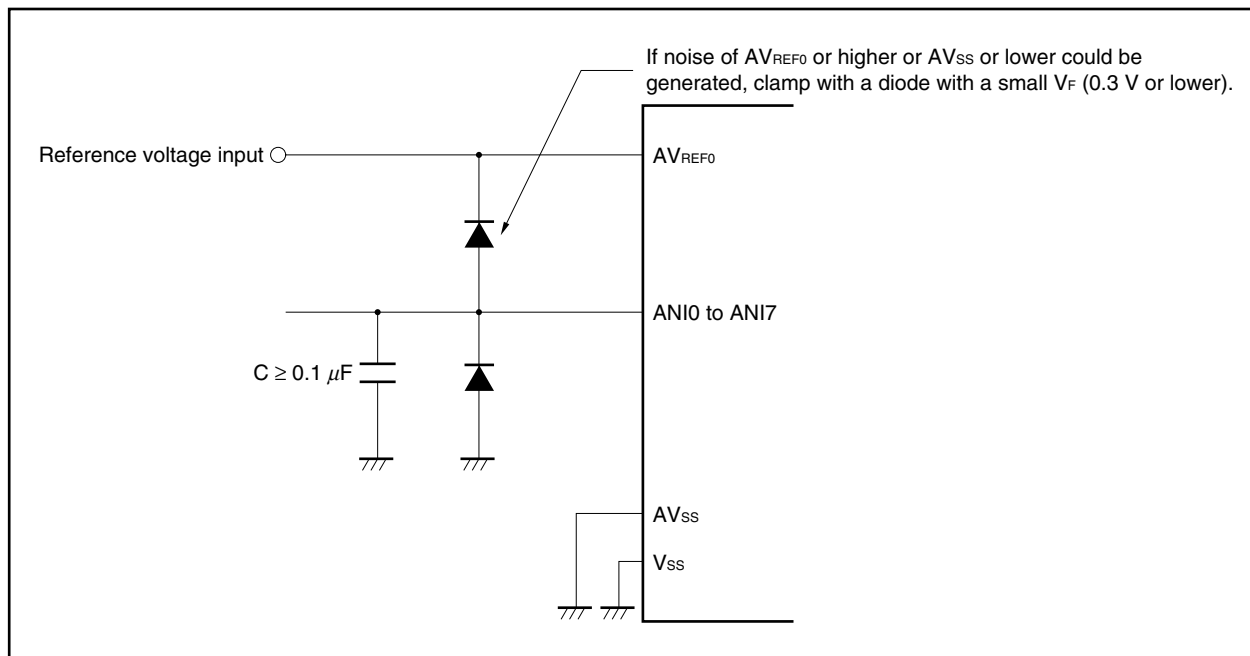 If noise of AVREF0 or higher or AVSS or lower could be
generated, clamp with a diode with a small VF (0.3 V or lower).
Reference voltage input
AVREF0
ANI0 to ANI7
C ≥ 0.1 μF
AVSS
VSS